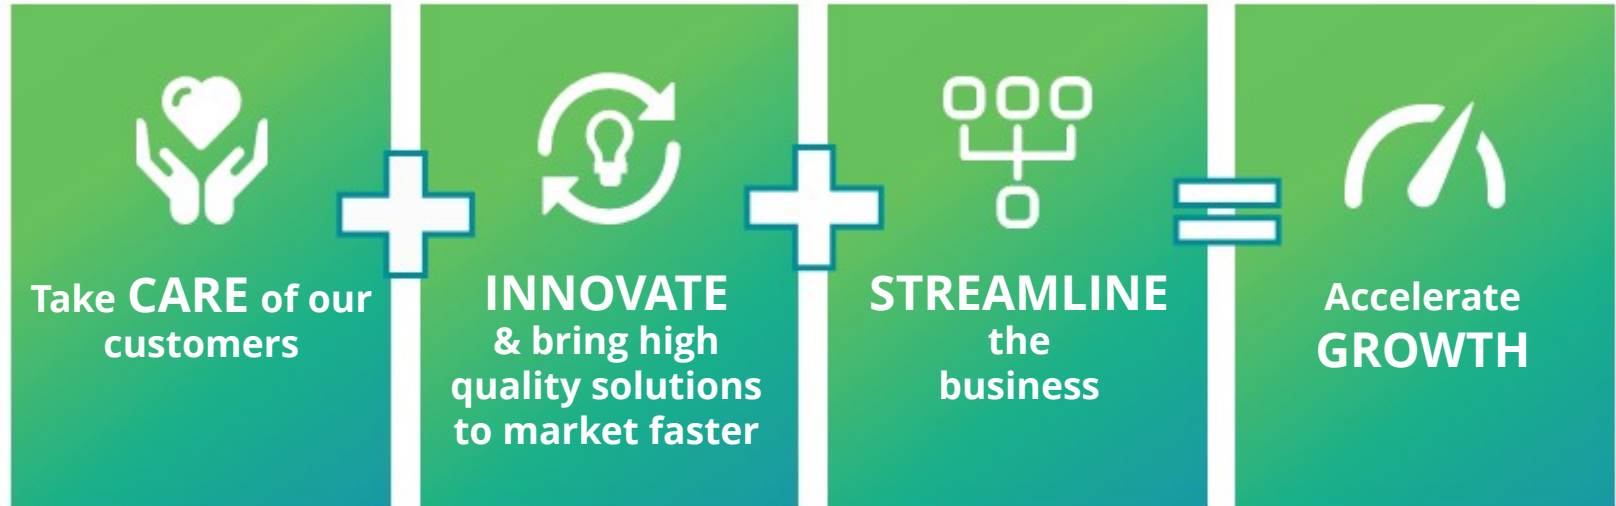 Take CARE of our
customers
INNOVATE
& bring high
quality solutions
to market faster
STREAMLINE
the
business
Accelerate
GROWTH